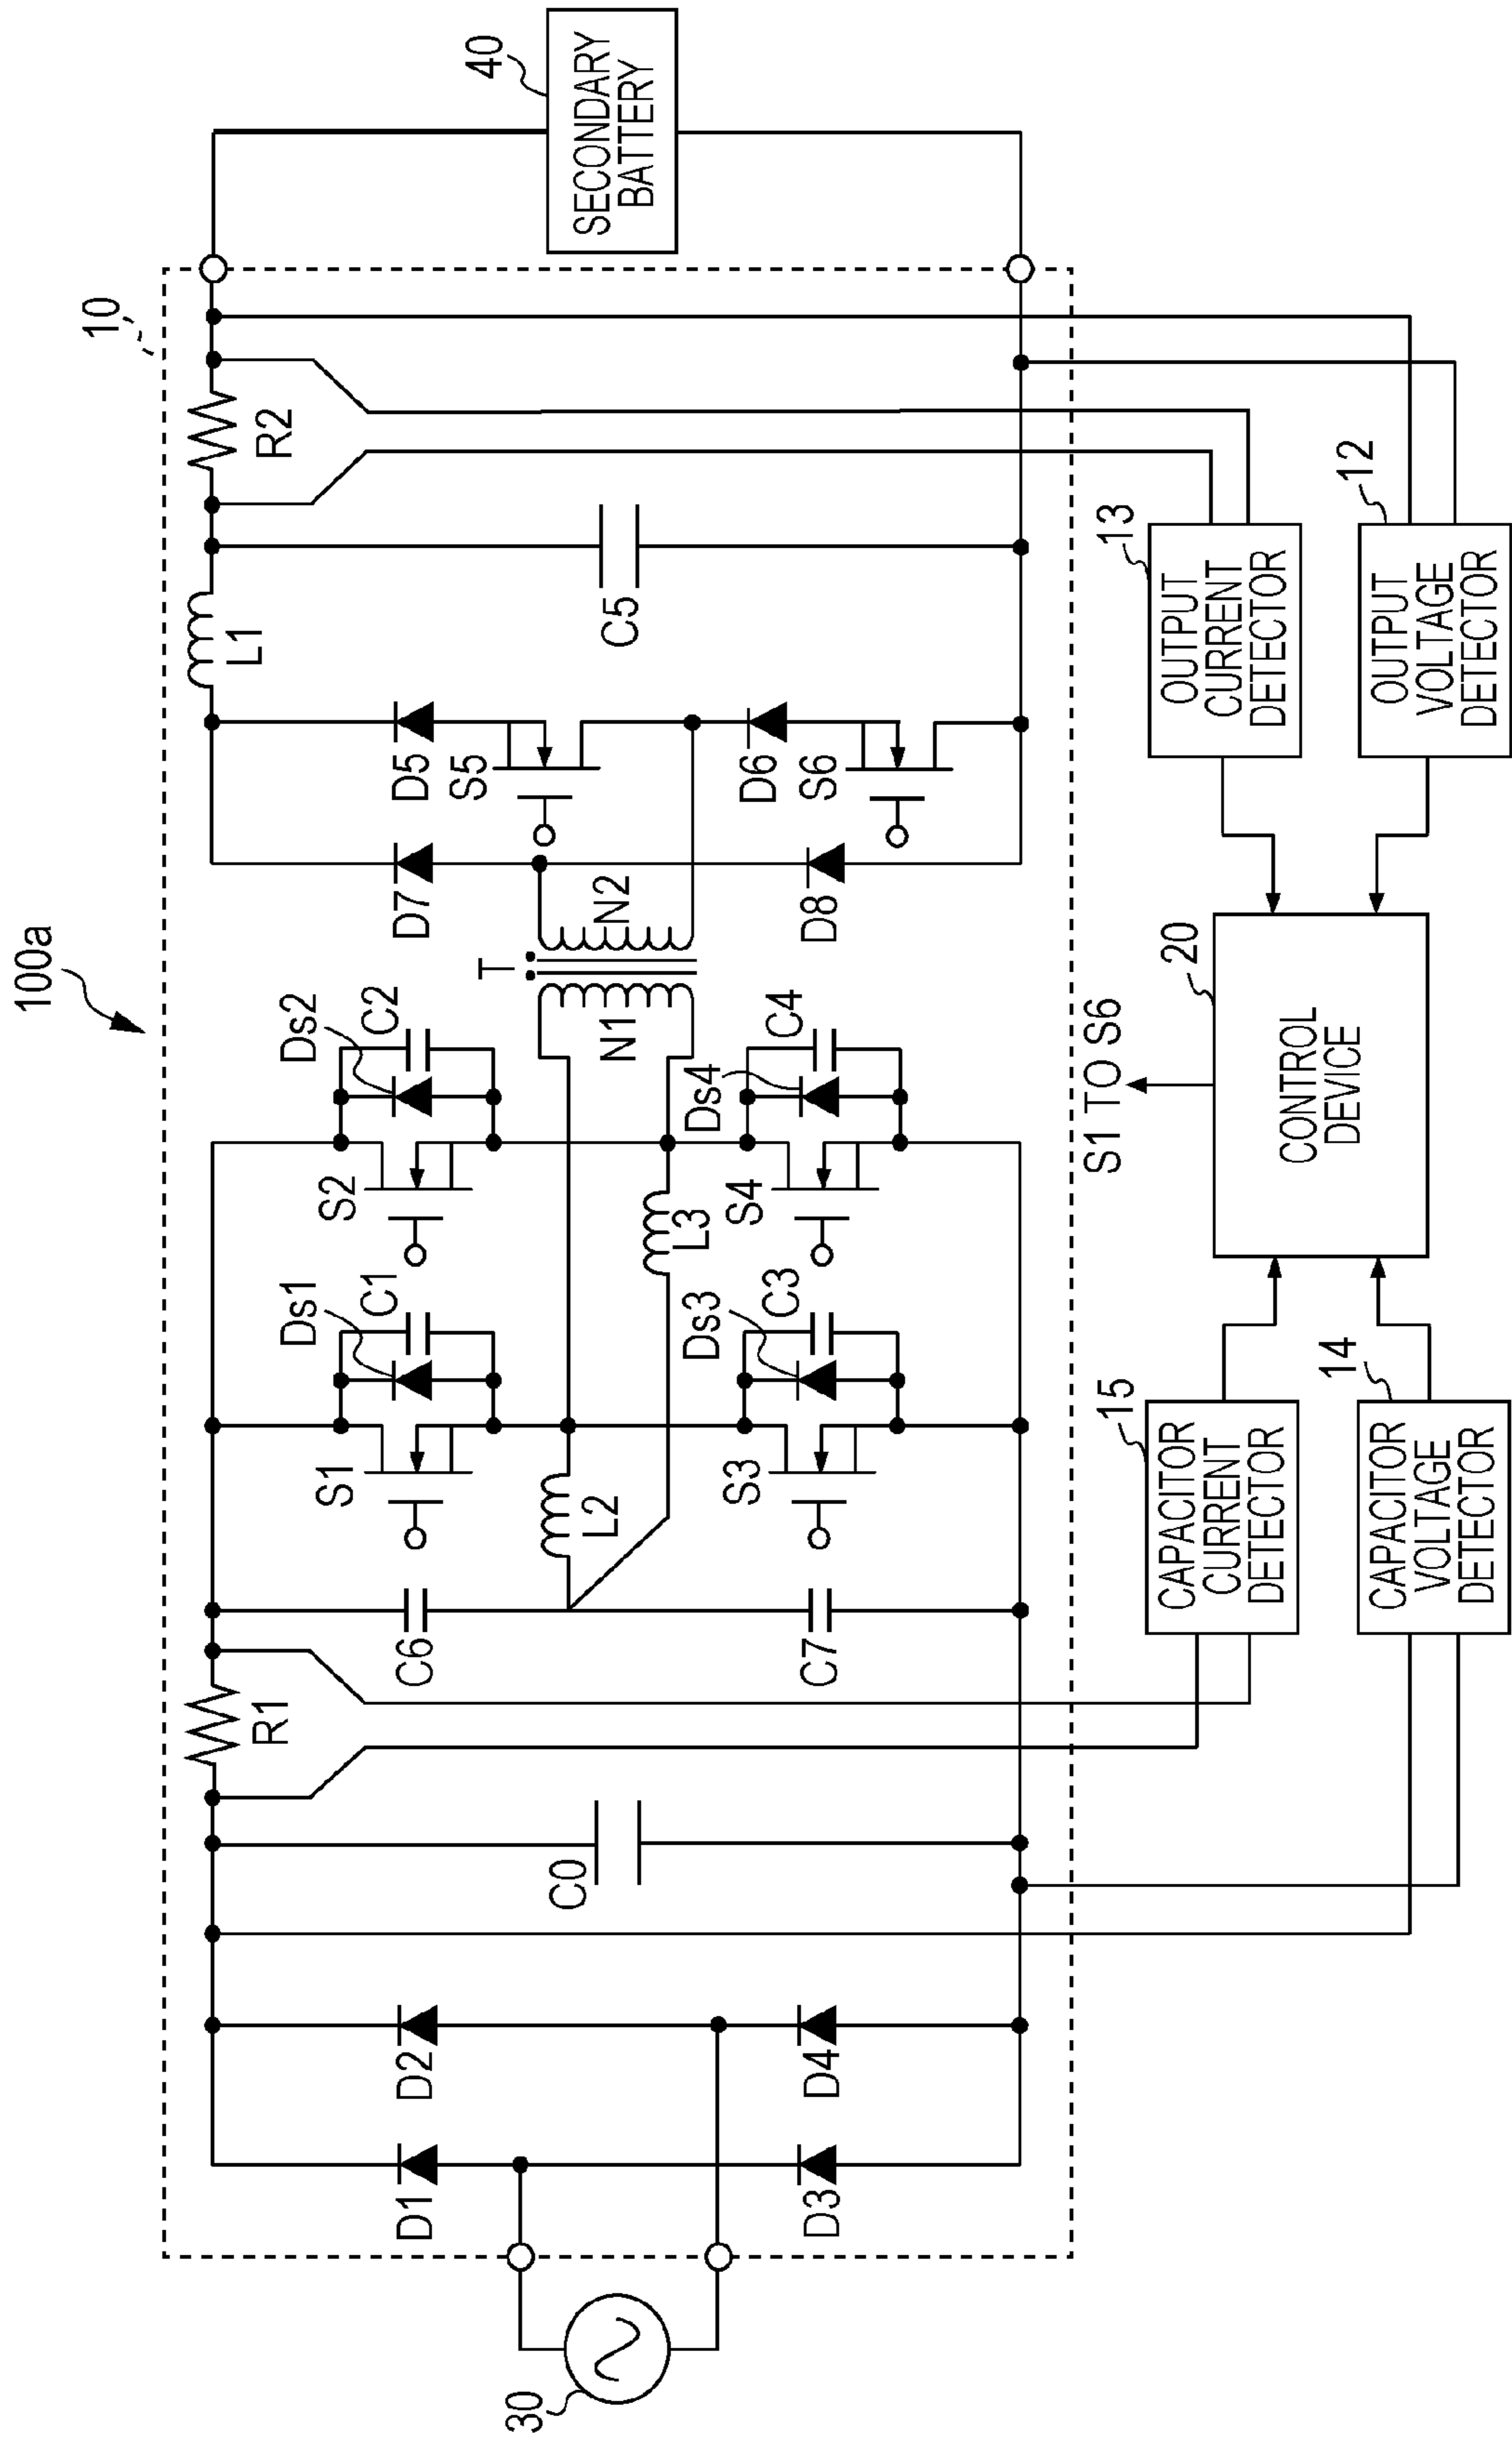 100a
10
30
D1
D2
D3
D4
C0
R1
C6
C7
L2
L3
S1
Ds1
C1
S2
Ds2
C2
S3
Ds3
C3
S4
Ds4
C4
T
N1
N2
D7
D8
D5
S5
D6
S6
L1
C5
R2
40
SECONDARY
BATTERY
15
CAPACITOR
CURRENT
DETECTOR
14
CAPACITOR
VOLTAGE
DETECTOR
S1 TO S6
20
CONTROL
DEVICE
13
OUTPUT
CURRENT
DETECTOR
12
OUTPUT
VOLTAGE
DETECTOR